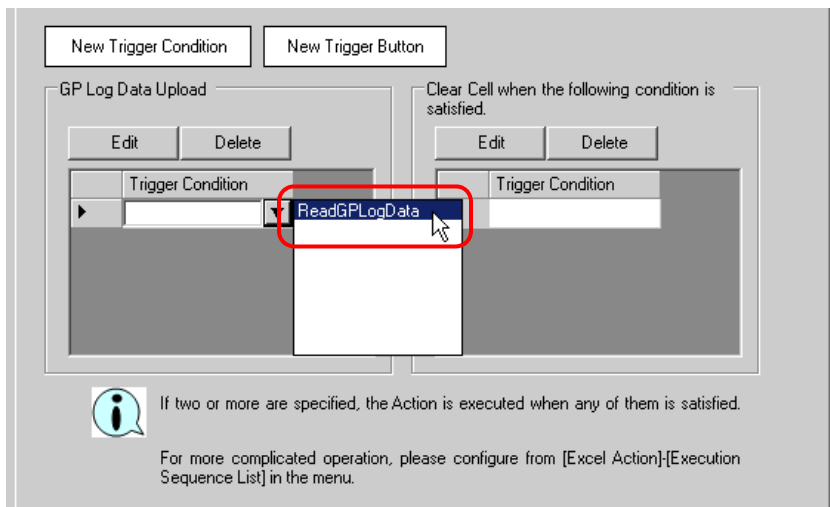 New Trigger Condition
New Trigger Button
GP Log Data Upload
Clear Cell when the following condition is
satisfied.
Edit
Delete
Edit
Delete
Trigger Condition
Trigger Condition
ReadGPLogData
If two or more are specified, the Action is executed when any of them is satisfied.
For more complicated operation, please configure from [Excel Action]-[Execution
Sequence List] in the menu.